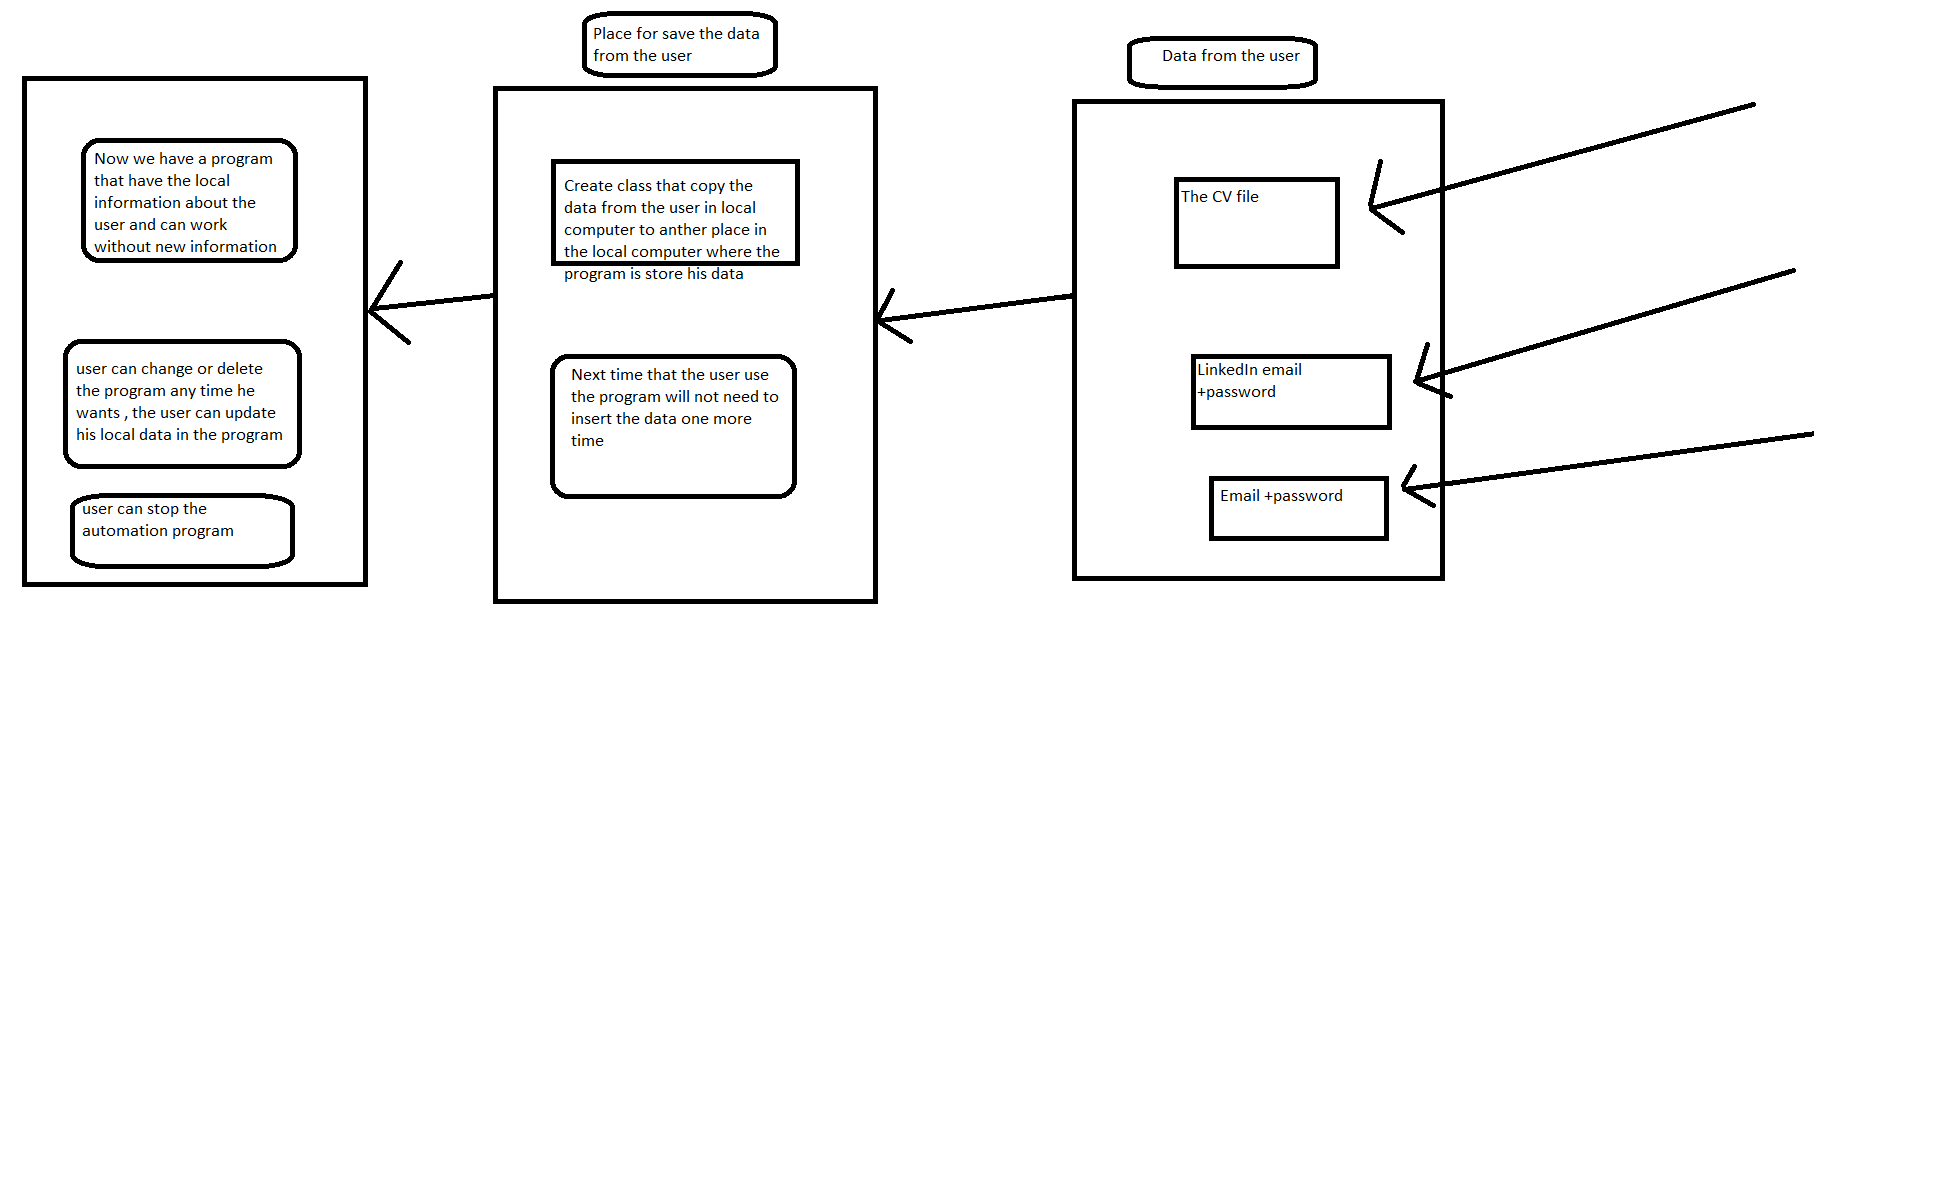 Place for save the data
from the user
Data from the user
Now we have a program
that have the local
information about the
user and can work
without new information
user can change or delete
the program any time he
wants , the user can update
his local data in the program
user can stop the
automation program
Create class that copy the
data from the user in local
computer to anther place in
the local computer where the
program is store his data
Next time that the user use
the program will not need to
insert the data one more
time
The CV file
LinkedIn email
+password
Email +password